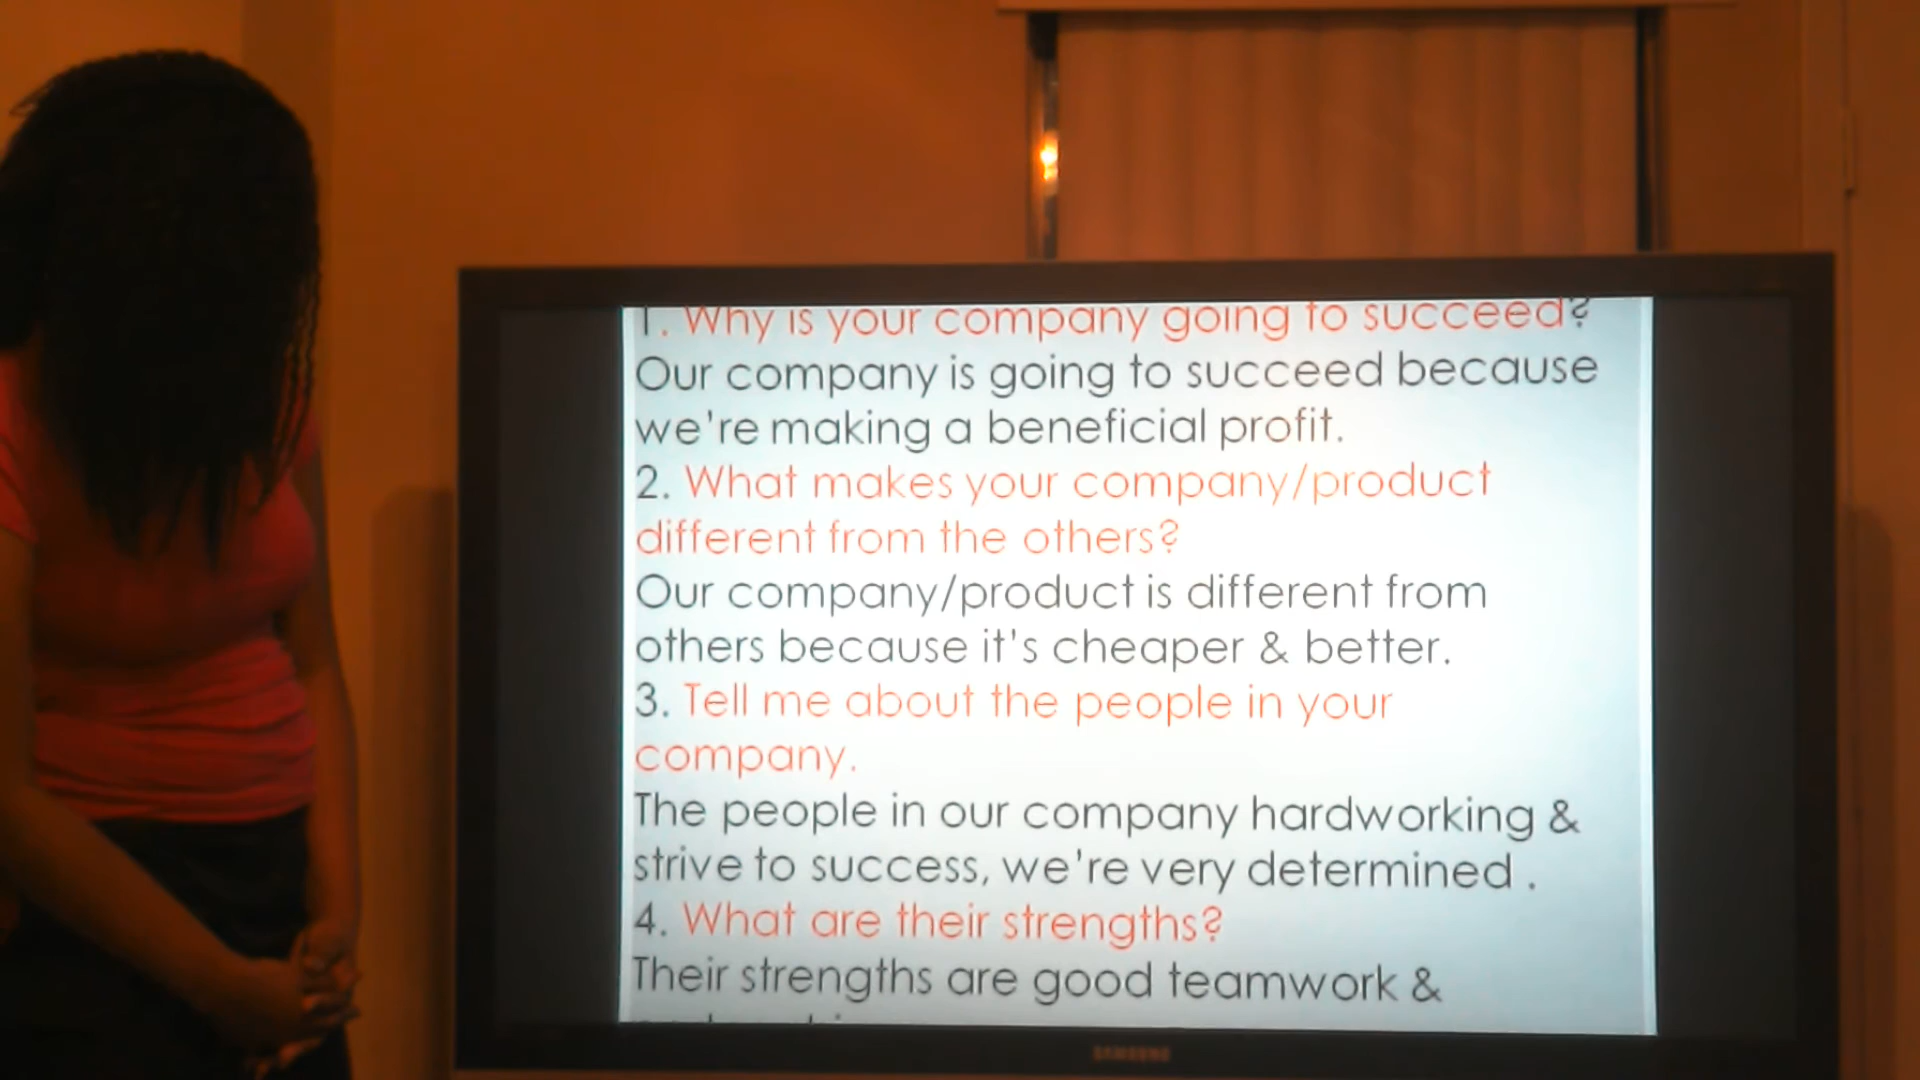 1. Why is your company going to succeed?
Our company is going to succeed because
we're making a beneficial profit.
2. What makes your company/product
different from the others?
Our company/product is different from
others because it's cheaper & better.
3. Tell me about the people in your
company.
The people in our company hardworking &
strive to success, we're very determined .
4. What are their strengths?
Their strengths are good teamwork &
SAMSUNG